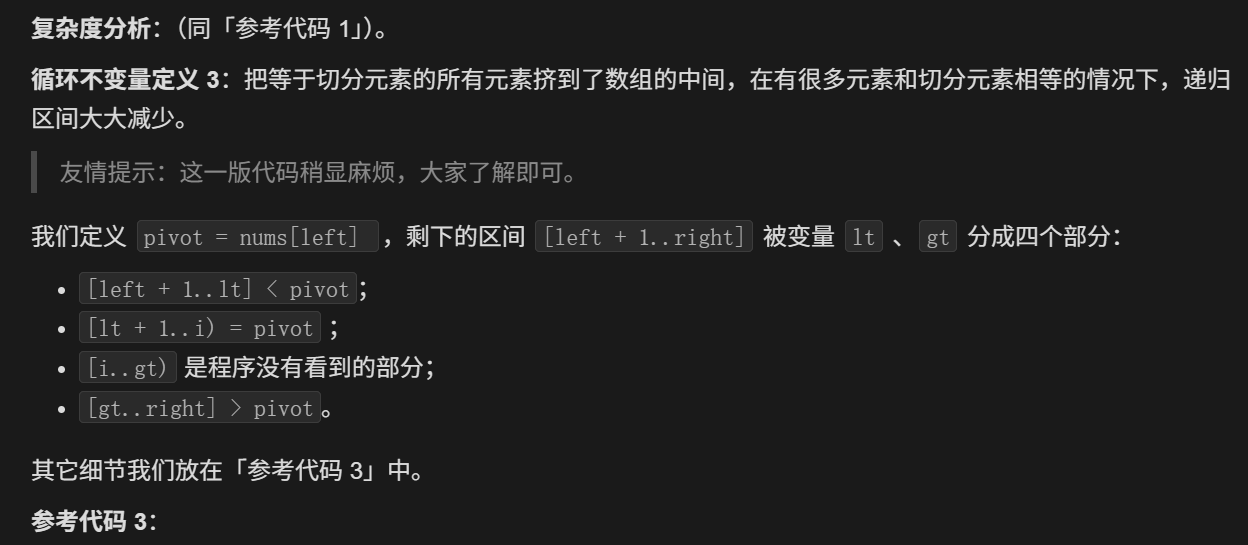 复杂度分析：（同「参考代码 1」）。
循环不变量定义 3：把等于切分元素的所有元素挤到了数组的中间，在有很多元素和切分元素相等的情况下，递归
区间大大减少。
友情提示：这一版代码稍显麻烦，大家了解即可。
我们定义 pivot = nums[left] ，剩下的区间 [left + 1..right] 被变量 lt 、 gt 分成四个部分：
• [left + 1..lt] < pivot；
• [lt + 1..i) = pivot ；
• [i..gt) 是程序没有看到的部分；
• [gt..right] > pivot。
其它细节我们放在「参考代码 3」中。
参考代码 3：